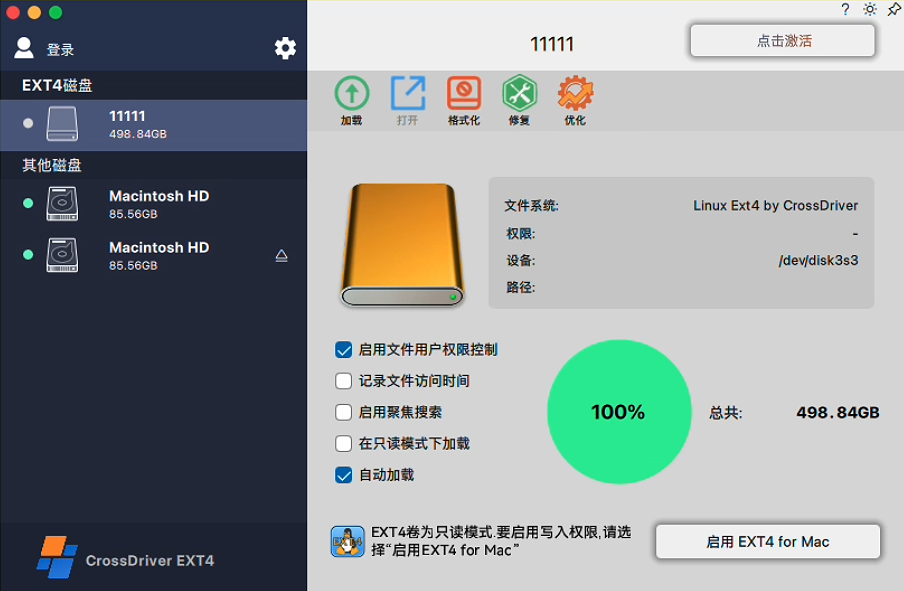 ?
登录
11111
点击激活
EXT4磁盘
11111
498.84GB
加载
打开
格式化
修复
优化
其他磁盘
Macintosh HD
85.56GB
Macintosh HD
85.56GB
文件系统:
Linux Ext4 by CrossDriver
权限:
-
设备:
/dev/disk3s3
路径:
启用文件用户权限控制
记录文件访问时间
启用聚焦搜索
在只读模式下加载
自动加载
100%
总共:
498.84GB
EXT4
EXT4卷为只读模式.要启用写入权限,请选
择“启用EXT4 for Mac”
启用 EXT4 for Mac
CrossDriver EXT4